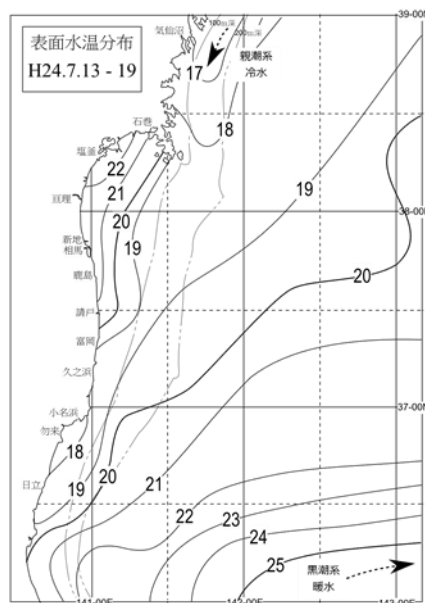 表面水温分布
H24.7.13 - 19
気仙沼
100m深
200m深
39-00N
17
親潮系
冷水
18
石巻
塩釜
22
21
19
亘理
20
38-00N
新地
相馬
19
鹿島
20
請戸
富岡
久之浜
小名浜
37-00N
勿来
18
20
21
日立
19
22
23
24
25
黒潮系
暖水
141-00E
142-00E
143-00E